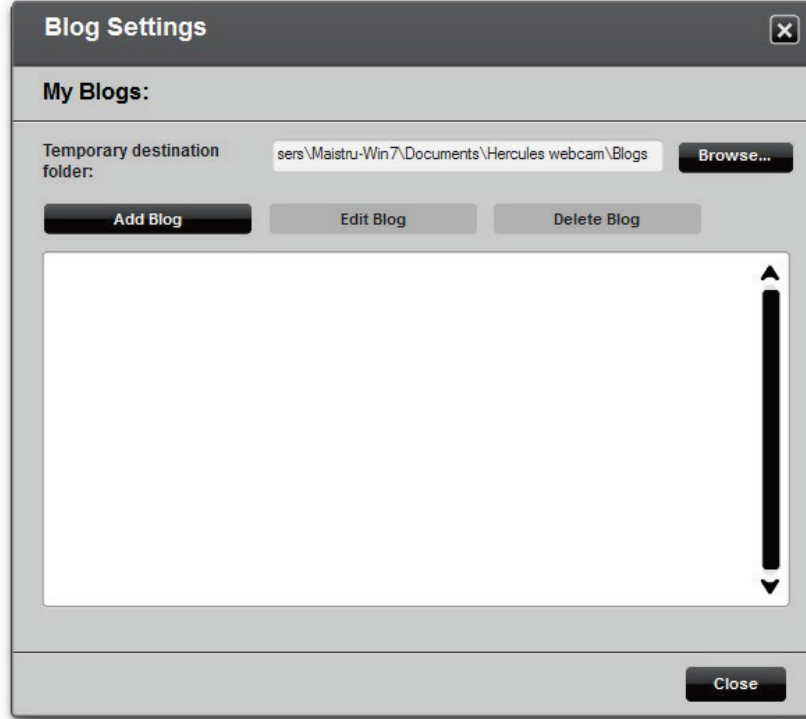 Blog Settings
My Blogs:
Temporary destination
folder:
sers\Maistru-Win7\Documents\Hercules webcam\Blogs
Browse...
Add Blog
Edit Blog
Delete Blog
Close